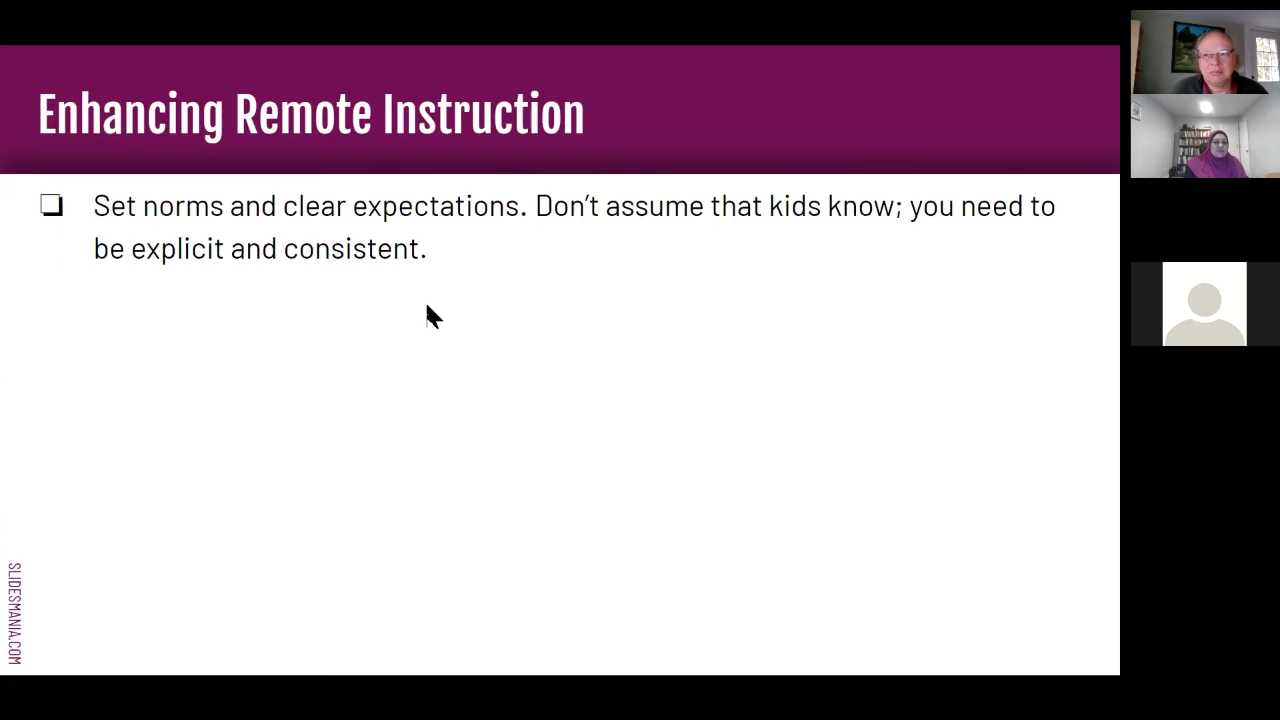 Enhancing Remote Instruction
❏ Set norms and clear expectations. Don’t assume that kids know; you need to
be explicit and consistent.
SLIDESMANIA.COM